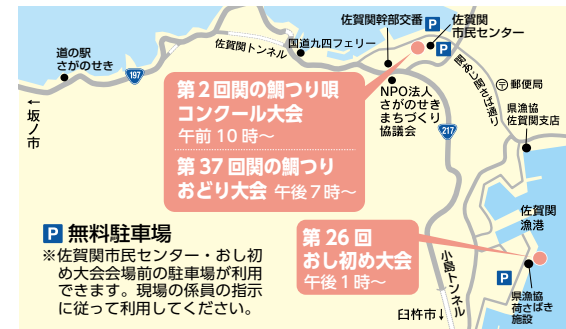 佐賀関幹部交番
P
佐賀関
市民センター
佐賀関トンネル
国道九四フェリー
道の駅
さがのせき
197
P
関あじ関さば通り
〒郵便局
NPO法人
さがのせき
まちづくり
協議会
県漁協
佐賀関支店
←坂ノ市
第2回関の鯛つり唄
コンクール大会
午前10時～
第37回関の鯛つり
おどり大会 午後7時～
217
佐賀関
漁港
P 無料駐車場
※佐賀関市民センター・おし初
め大会会場前の駐車場が利用
できます。現場の係員の指示
に従って利用してください。
第26回
おし初め大会
午後1時～
小島トンネル
P
県漁協
荷さばき
施設
臼杵市↓